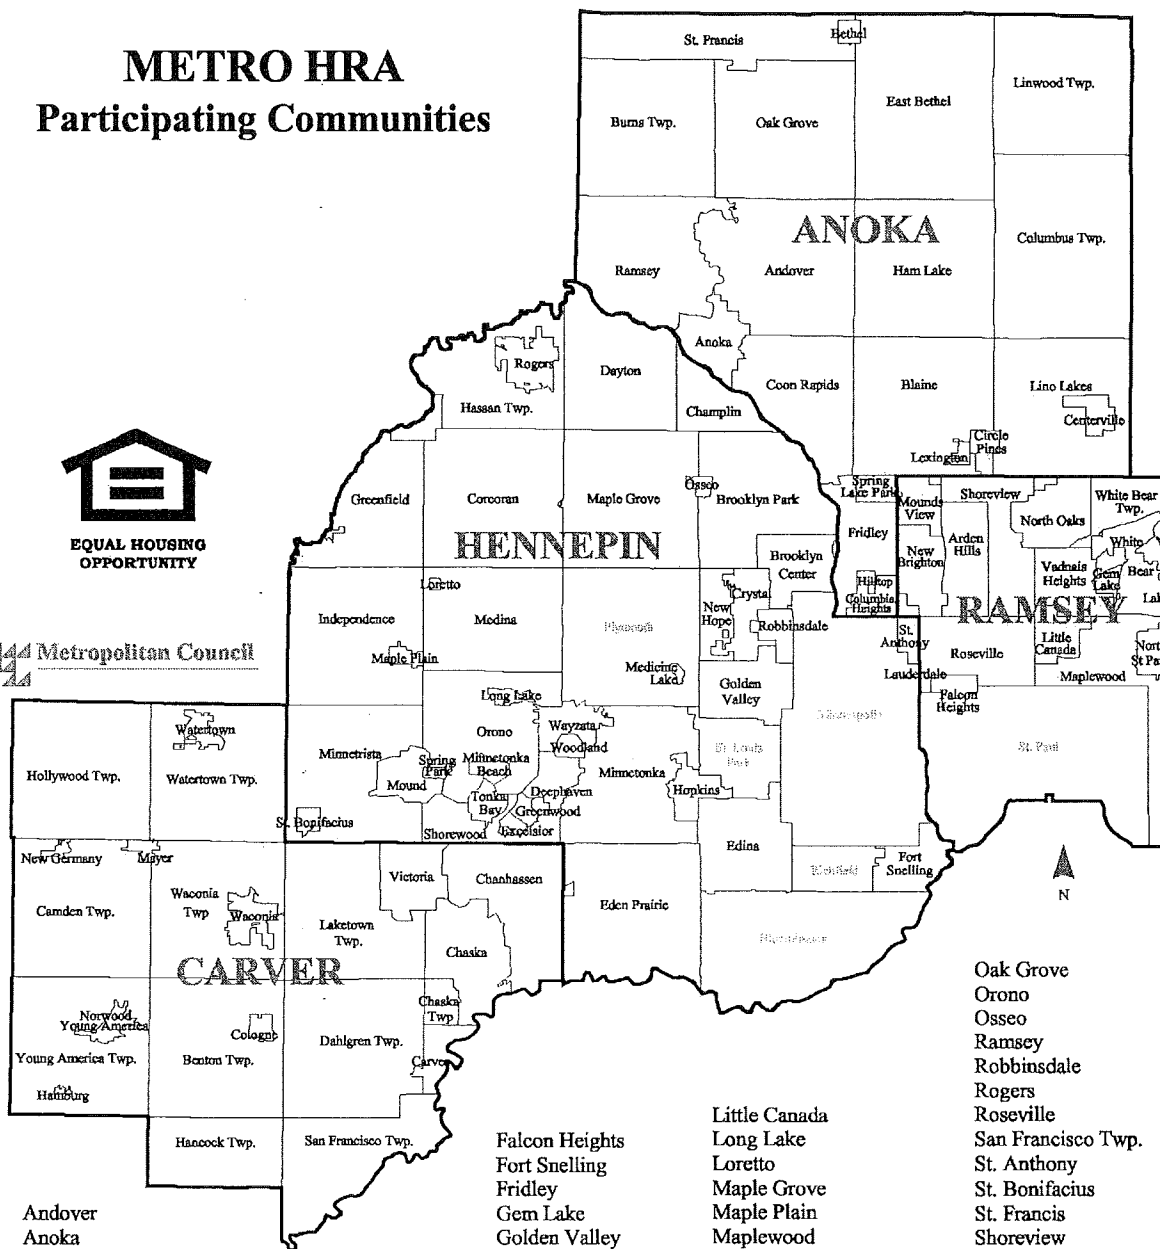 METRO HRA
Participating Communities
St. Francis
Bethel
Linwood Twp.
Burns Twp.
Oak Grove
East Bethel
ANOKA
Columbus Twp.
Ramsey
Andover
Ham Lake
Anoka
Rogers
Dayton
Coon Rapids
Blaine
Lino Lakes
Hassan Twp.
Champlin
Centerville
Circle
Pines
Lexington
EQUAL HOUSING
OPPORTUNITY
Greenfield
Corcoran
Maple Grove
Osseo
Brooklyn Park
Spring
Lake Park
Mounds
View
Shoreview
North Oaks
White Bear
Twp.
HENNEPIN
Fridley
New
Brighton
Arden
Hills
White
Bear
Brooklyn
Center
Vadnais
Heights
Gem
Lake
Loretto
Crystal
Hilltop
Columbia
Heights
RAMSEY
Independence
Medina
Plymouth
New
Hope
Robbinsdale
St.
Anthony
Roseville
Little
Canada
North
Metropolitan Council
Maple Plain
Medicine
Lake
Golden
Valley
Lauderdale
Falcon
Heights
Maplewood
Long Lake
Minneapolis
St. Paul
Watertown
Orono
Wayzata
Woodland
St. Louis
Park
Hollywood Twp.
Watertown Twp.
Minnetrista
Spring
Park
Minnetonka
Beach
Minnetonka
Mound
Tonka
Bay
Deephaven
Greenwood
Hopkins
St. Bonifacius
Shorewood
Excelsior
Edina
New Germany
Mayer
Richfield
Fort
Snelling
Victoria
Chanhassen
Waconia
Twp
Waconia
Camden Twp.
Laketown
Twp.
Eden Prairie
N
Chaska
Bloomington
CARVER
Chaska
Twp
Norwood
Young America
Cologne
Young America Twp.
Benton Twp.
Dahlgren Twp.
Carver
Hamburg
Hancock Twp.
San Francisco Twp.
Andover
Anoka
Falcon Heights
Fort Snelling
Fridley
Gem Lake
Golden Valley
Little Canada
Long Lake
Loretto
Maple Grove
Maple Plain
Maplewood
Oak Grove
Orono
Osseo
Ramsey
Robbinsdale
Rogers
Roseville
San Francisco Twp.
St. Anthony
St. Bonifacius
St. Francis
Shoreview